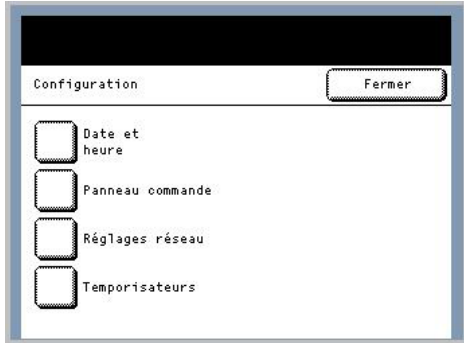 Configuration
Fermer
Date et
heure
Panneau commande
Réglages réseau
Temporisateurs